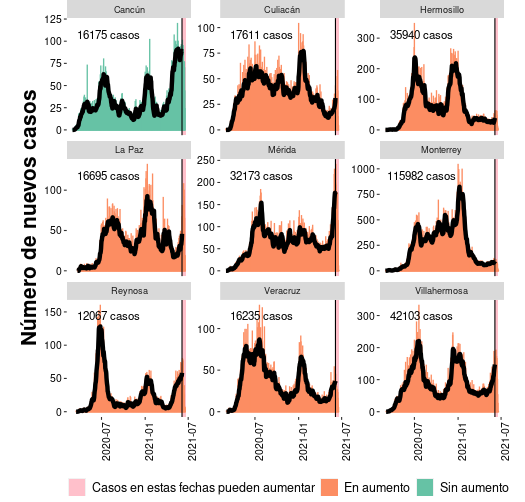 Número de nuevos casos
Cancún
Culiacán
Hermosillo
16175 casos
17611 casos
35940 casos
125
100
75
50
25
0
100
75
50
25
0
300
200
100
0
La Paz
Mérida
Monterrey
16695 casos
32173 casos
115982 casos
100
50
0
250
200
150
100
50
0
1000
750
500
250
0
Reynosa
Veracruz
Villahermosa
12067 casos
16235 casos
42103 casos
150
100
50
0
100
50
0
300
200
100
0
2020-07
2021-01
2021-07
2020-07
2021-01
2021-07
2020-07
2021-01
2021-07
Casos en estas fechas pueden aumentar
En aumento
Sin aumento